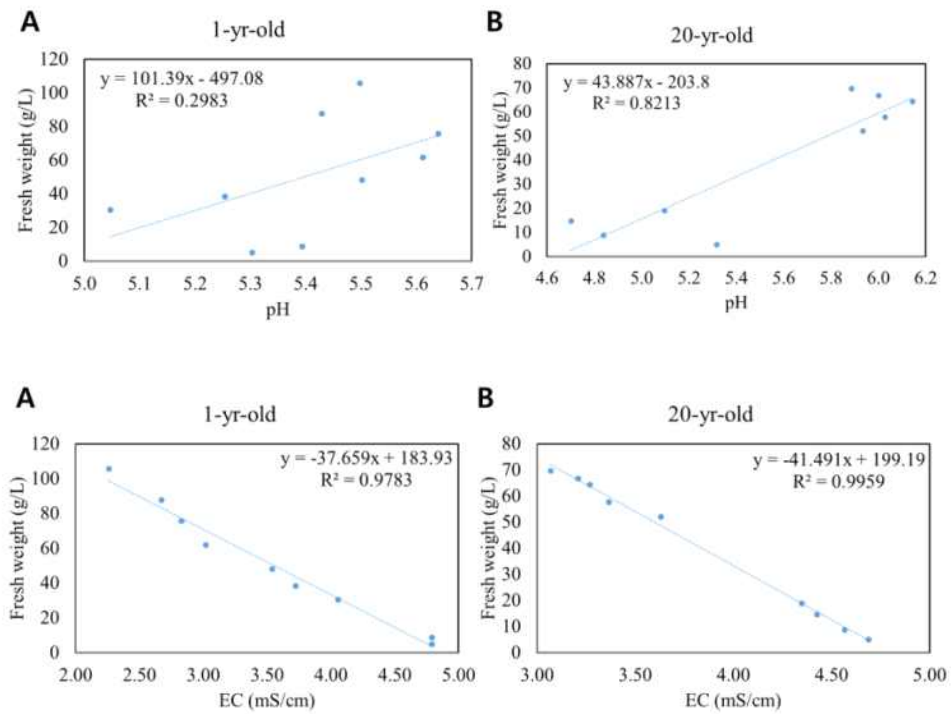 A
1-yr-old
y = 101.39x - 497.08
R² = 0.2983
Fresh weight (g/L)
120
100
80
60
40
20
0
5.0 5.1 5.2 5.3 5.4 5.5 5.6 5.7
pH
B
20-yr-old
y = 43.887x - 203.8
R² = 0.8213
Fresh weight (g/L)
80
70
60
50
40
30
20
10
0
4.6 4.8 5.0 5.2 5.4 5.6 5.8 6.0 6.2
pH
A
1-yr-old
y = -37.659x + 183.93
R² = 0.9783
Fresh weight (g/L)
120
100
80
60
40
20
0
2.00 2.50 3.00 3.50 4.00 4.50 5.00
EC (mS/cm)
B
20-yr-old
y = -41.491x + 199.19
R² = 0.9959
Fresh weight (g/L)
80
70
60
50
40
30
20
10
0
3.00 3.50 4.00 4.50 5.00
EC (mS/cm)